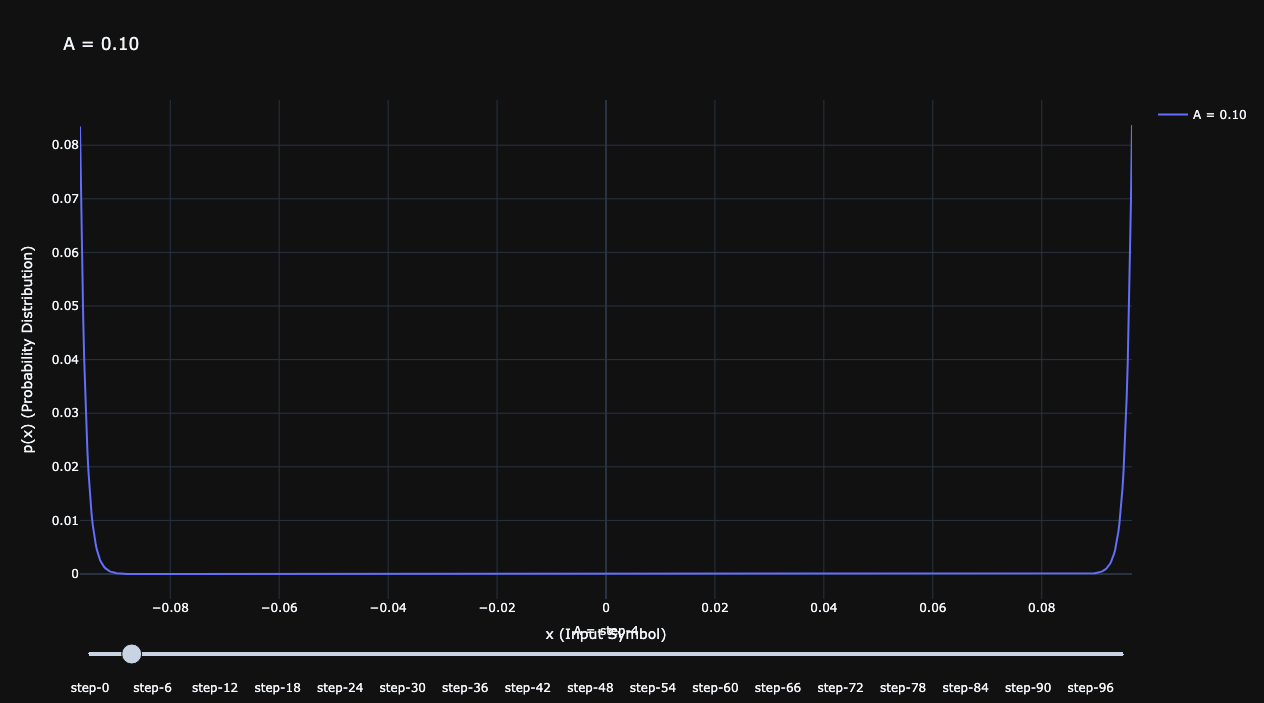 A = 0.10
A = 0.10
p(x) (Probability Distribution)
0.08
0.07
0.06
0.05
0.04
0.03
0.02
0.01
0
−0.08 −0.06 −0.04 −0.02 0 0.02 0.04 0.06 0.08
A = step-4
x (Input Symbol)
step-0 step-6 step-12 step-18 step-24 step-30 step-36 step-42 step-48 step-54 step-60 step-66 step-72 step-78 step-84 step-90 step-96